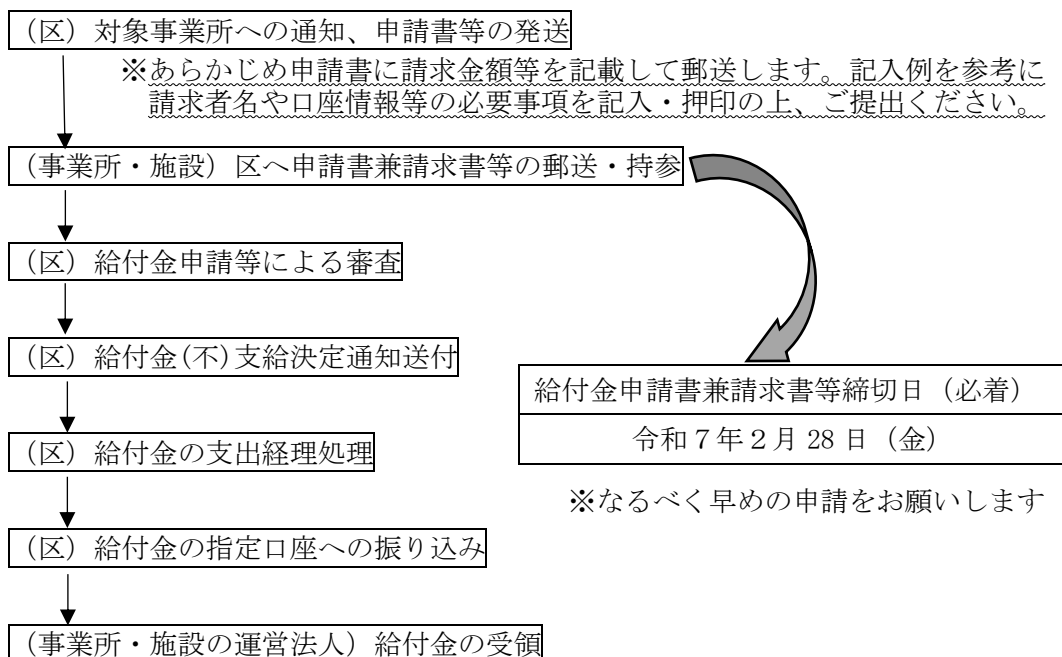 （区）対象事業所への通知、申請書等の発送
※あらかじめ申請書に請求金額等を記載して郵送します。記入例を参考に
請求者名や口座情報等の必要事項を記入・押印の上、ご提出ください。
（事業所・施設）区へ申請書兼請求書等の郵送・持参
（区）給付金申請等による審査
（区）給付金(不)支給決定通知送付
給付金申請書兼請求書等締切日（必着）
令和７年２月 28 日（金）
（区）給付金の支出経理処理
※なるべく早めの申請をお願いします
（区）給付金の指定口座への振り込み
（事業所・施設の運営法人）給付金の受領